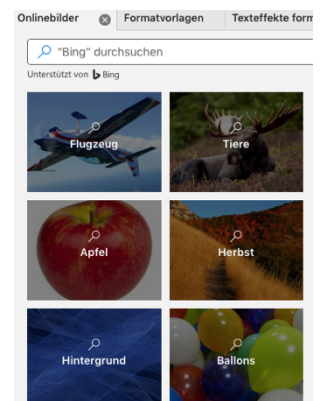 Onlinebilder Formatvorlagen Texteffekte form
"Bing" durchsuchen
Unterstützt von Bing
Flugzeug Tiere
Apfel Herbst
Hintergrund Ballons